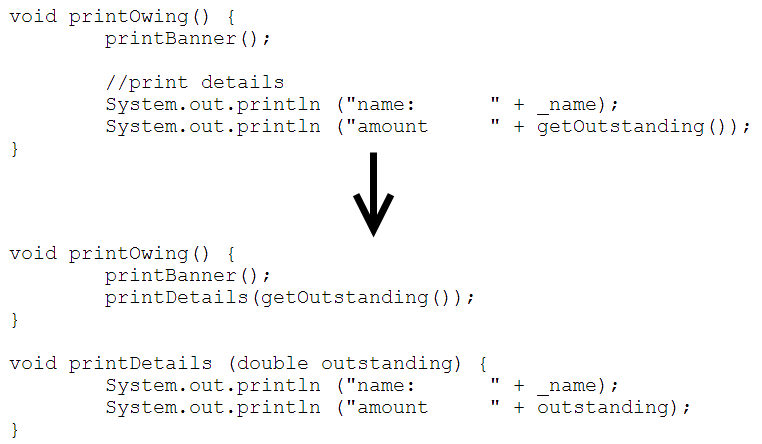 void printOwing() {
        printBanner();

        //print details
        System.out.println ("name:      " + _name);
        System.out.println ("amount     " + getOutstanding());
}

void printOwing() {
        printBanner();
        printDetails(getOutstanding());
}

void printDetails (double outstanding) {
        System.out.println ("name:      " + _name);
        System.out.println ("amount     " + outstanding);
}